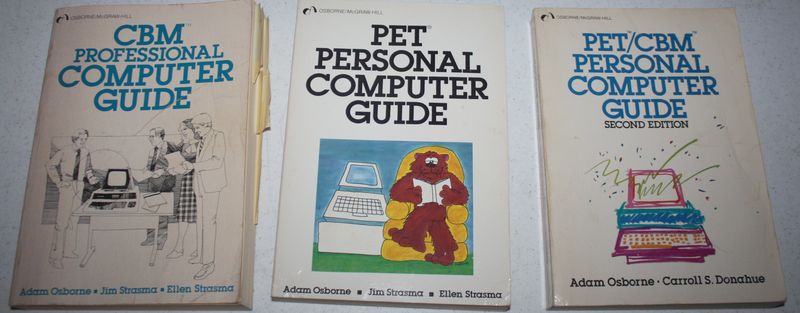 OSBORNE/McGRAW-HILL
CBM™
PROFESSIONAL
COMPUTER
GUIDE
Adam Osborne ■ Jim Strasma ■ Ellen Strasma
OSBORNE/McGRAW-HILL
PET®
PERSONAL
COMPUTER
GUIDE
Adam Osborne ■ Jim Strasma ■ Ellen Strasma
OSBORNE/McGRAW-HILL
PET®/CBM™
PERSONAL
COMPUTER
GUIDE
SECOND EDITION
Adam Osborne • Carroll S. Donahue